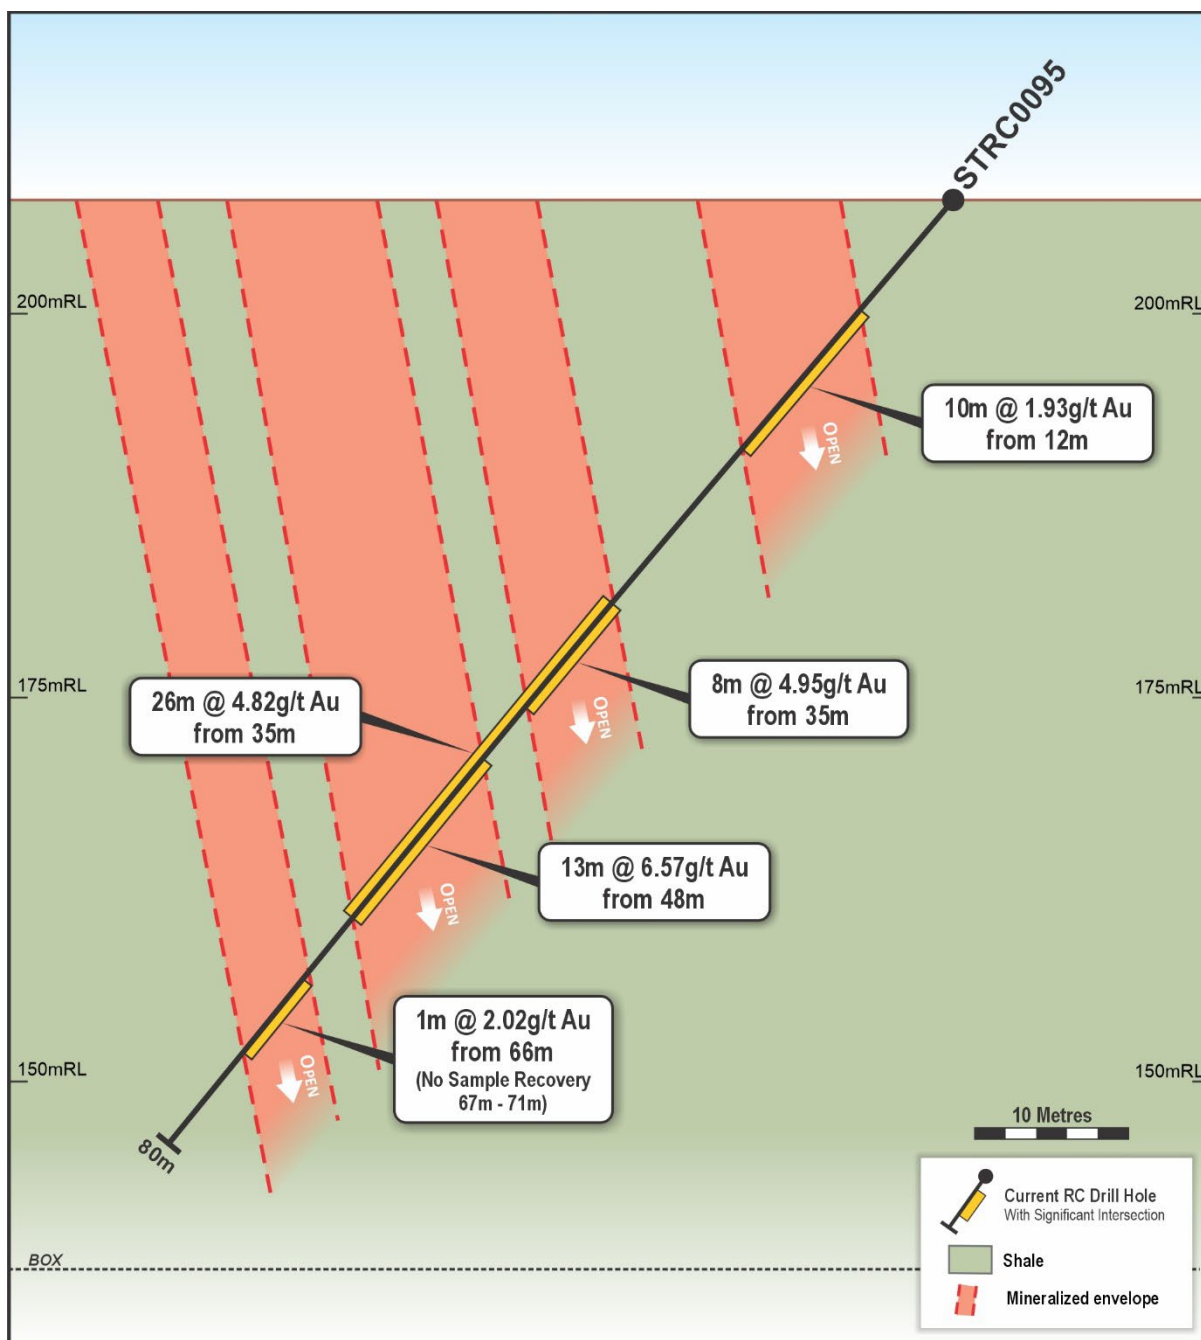 STRC0095
200mRL
200mRL
10m @ 1.93g/t Au
from 12m
OPEN
175mRL
175mRL
26m @ 4.82g/t Au
from 35m
8m @ 4.95g/t Au
from 35m
OPEN
13m @ 6.57g/t Au
from 48m
OPEN
1m @ 2.02g/t Au
from 66m
(No Sample Recovery
67m - 71m)
OPEN
150mRL
150mRL
80m
10 Metres
Current RC Drill Hole
With Significant Intersection
Shale
Mineralized envelope
BOX